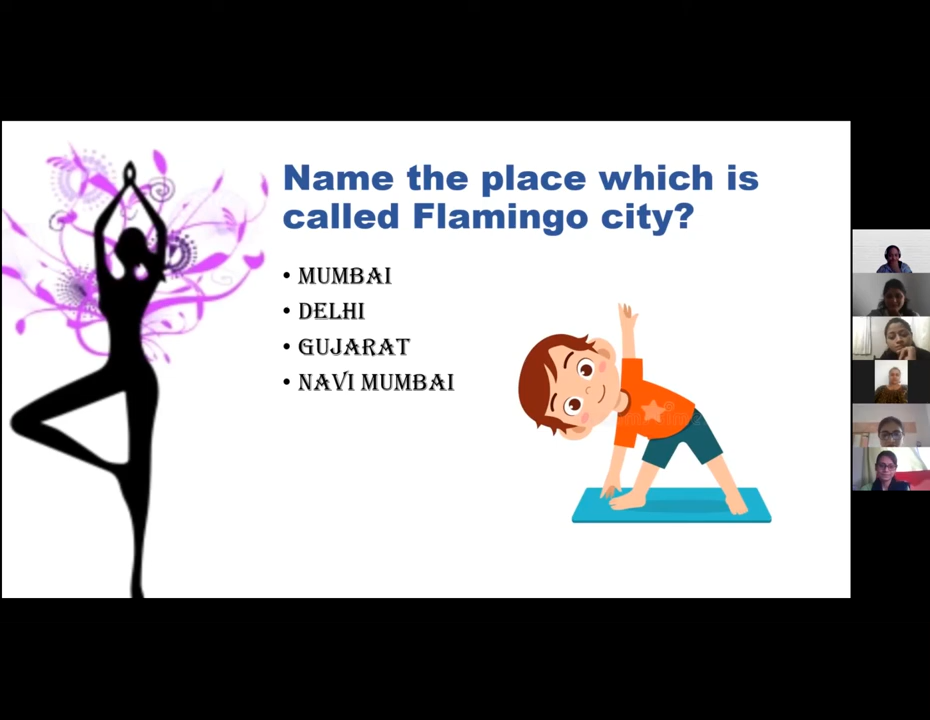 Name the place which is
called Flamingo city?
• MUMBAI
• DELHI
• GUJARAT
• NAVI MUMBAI